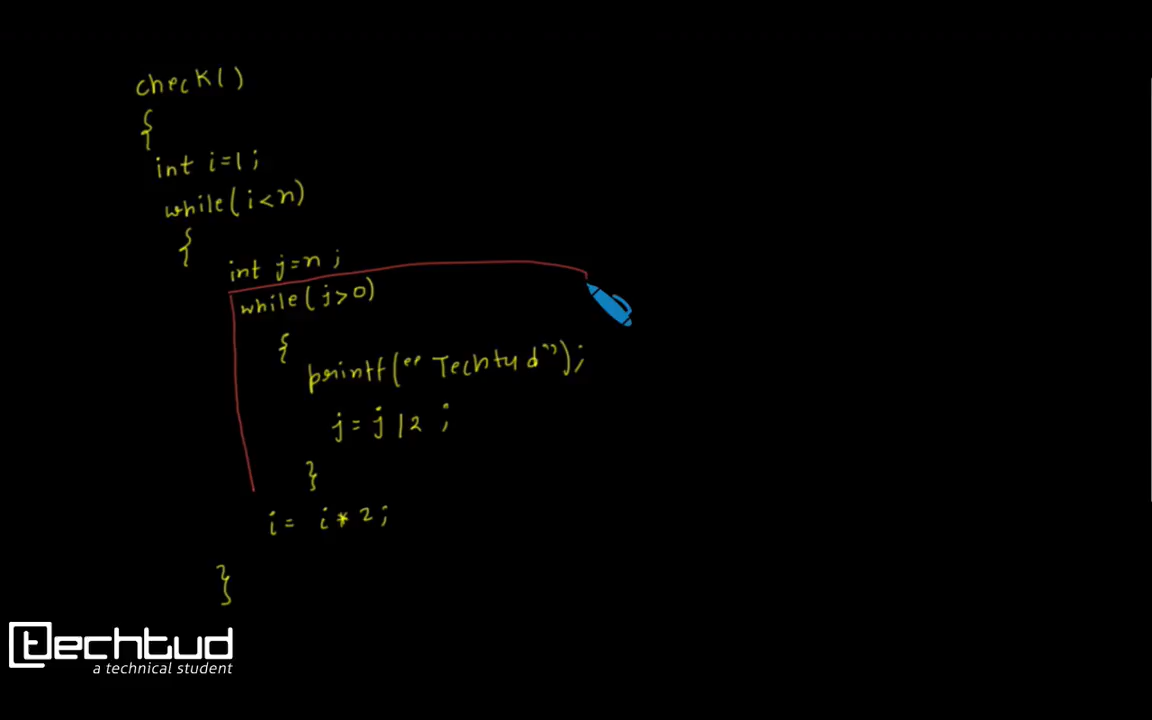 check()
{
int i=1;
while(i<n)
{
int j=n;
while(j>0)
{
printf("Techtud");
j=j/2;
}
i= i*2;
}
techtud
a technical student